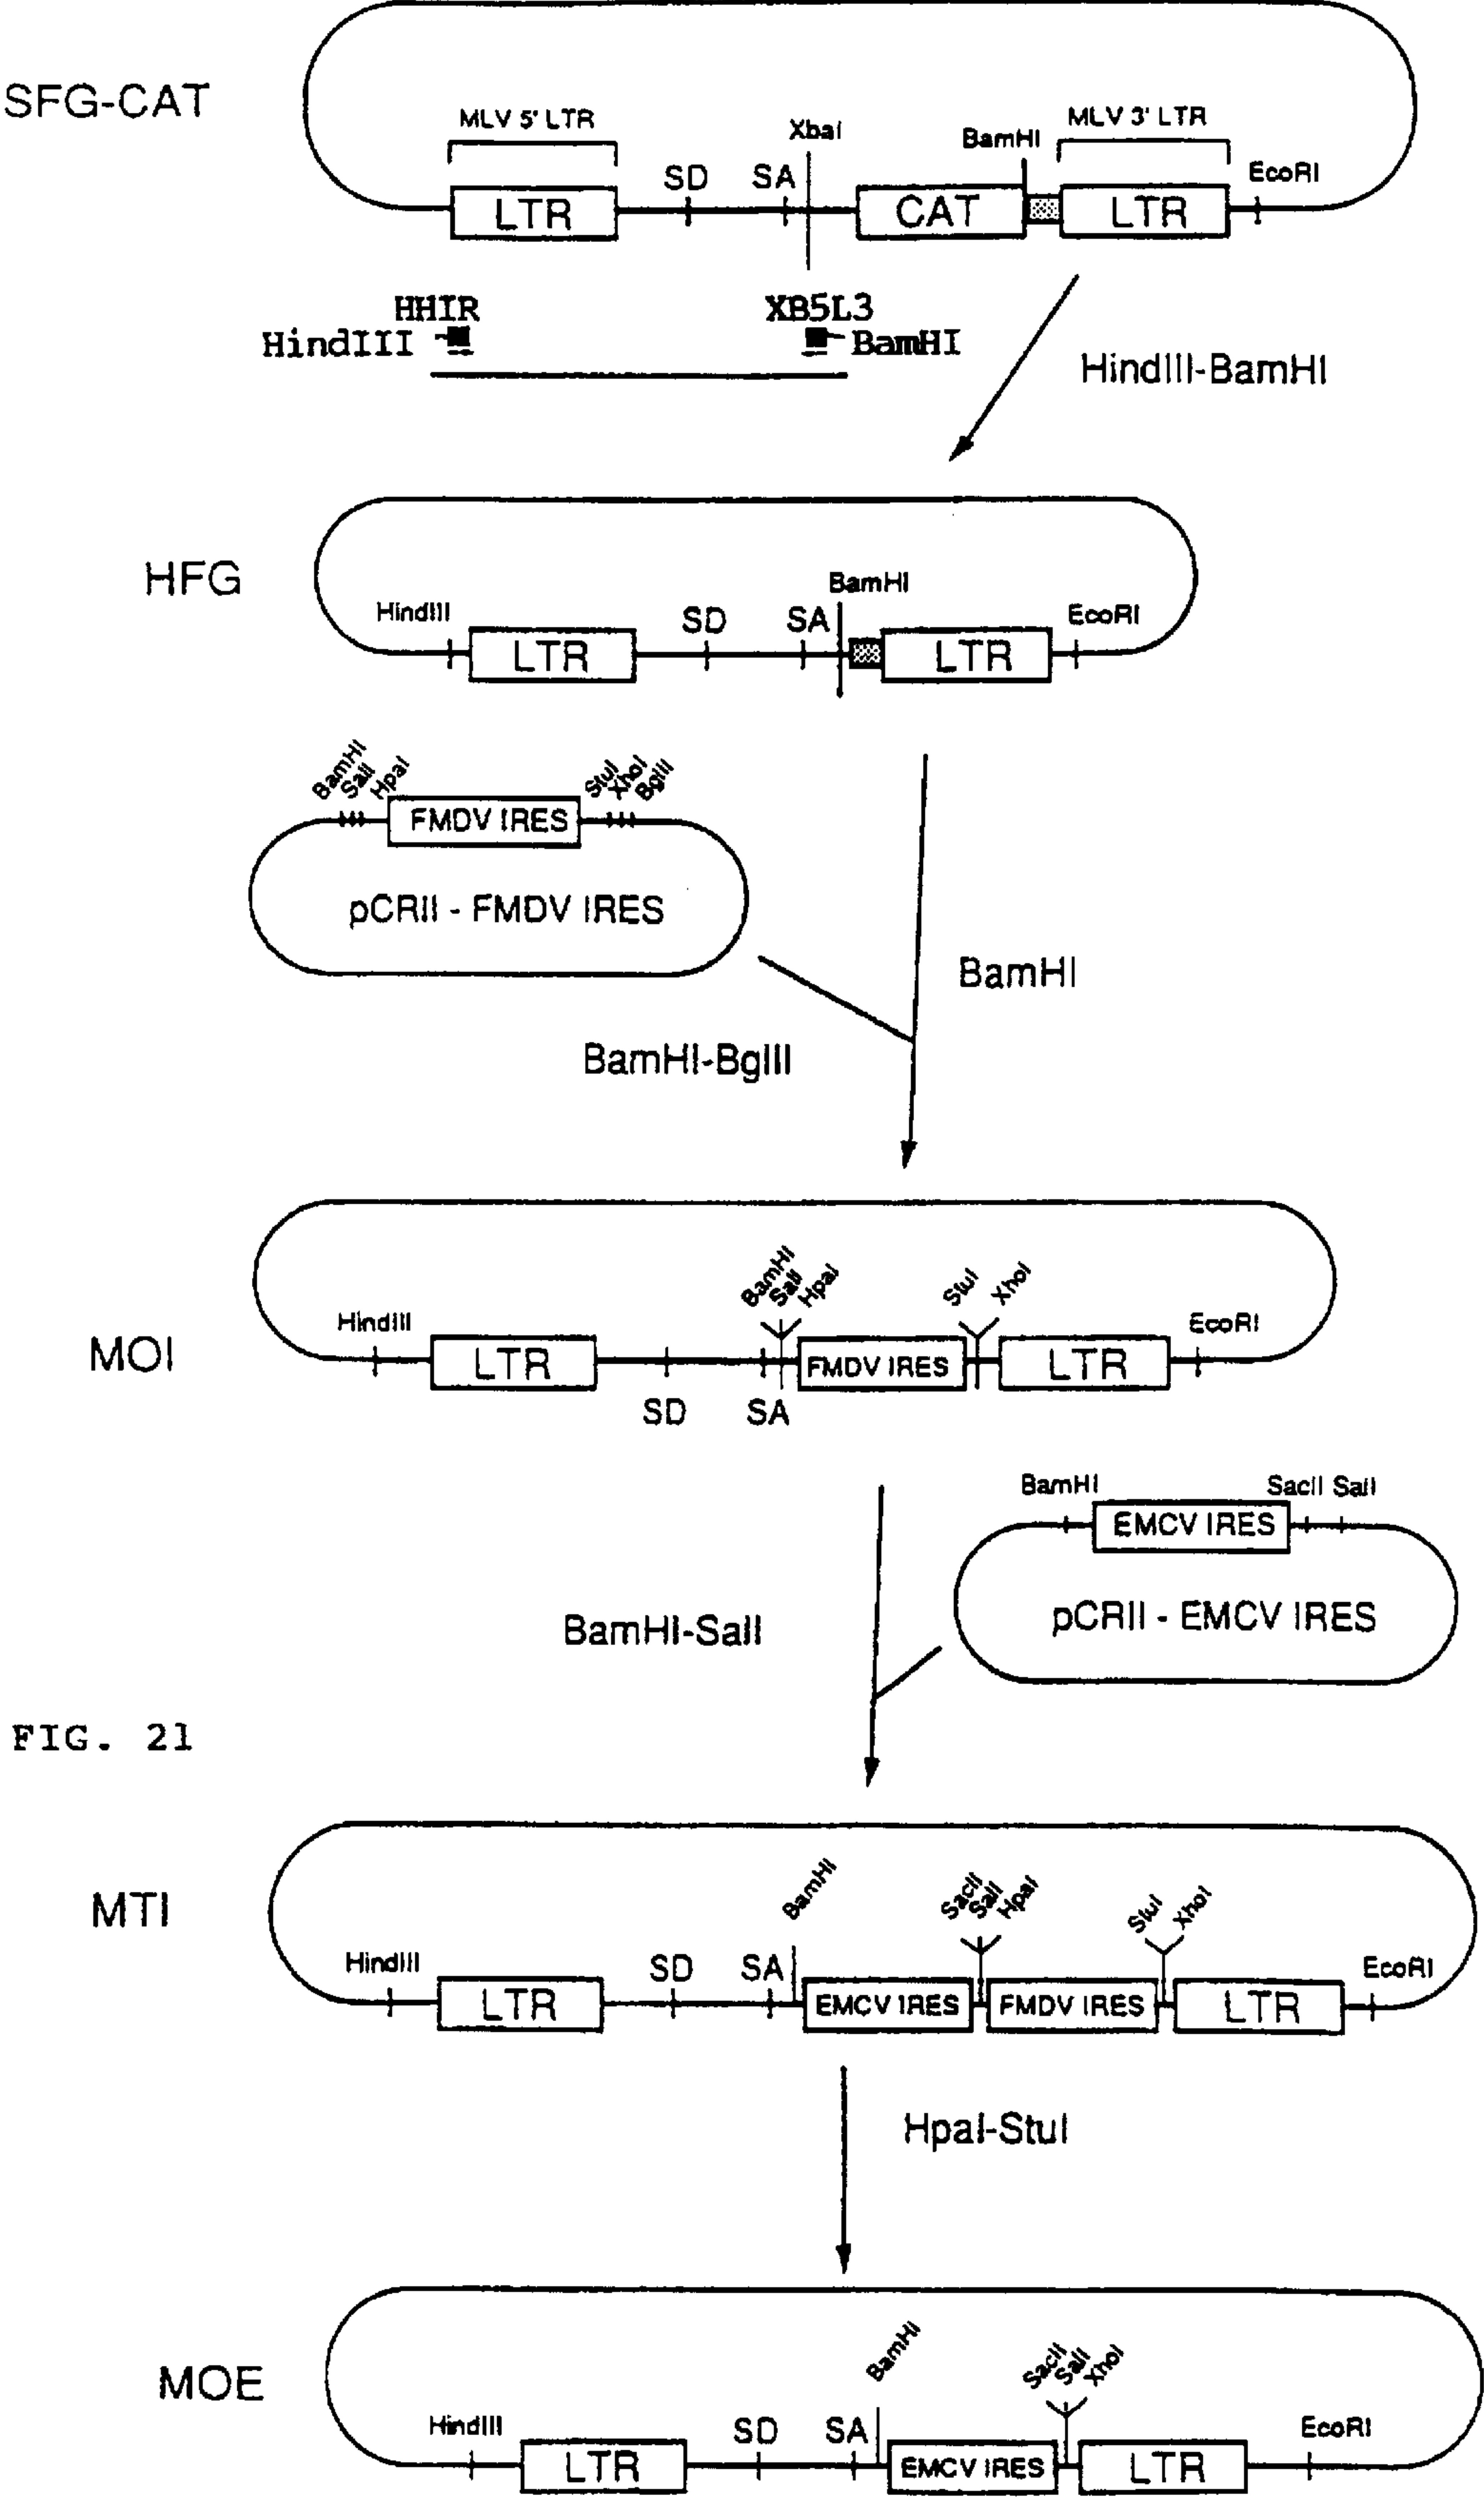 SFG-CAT
MLV 5' LTR
XbaI
BamHI
MLV 3' LTR
SD
SA
EcoRI
LTR
CAT
LTR
HHIR
XB5L3
HindIII
BamHI
HindIII-BamHI
HFG
HindIII
SD
SA
BamHI
EcoRI
LTR
LTR
BamHI
SalI
HpaI
StuI
XhoI
BglII
FMDV IRES
pCRII - FMDV IRES
BamHI
BamHI-BglII
MOI
HindIII
BamHI
SalI
HpaI
StuI
XhoI
EcoRI
LTR
FMDV IRES
LTR
SD
SA
BamHI
SacII SalI
EMCV IRES
pCRII - EMCV IRES
BamHI-SalI
FIG. 21
MTI
BamHI
SacII
SalI
HpaI
StuI
XhoI
HindIII
SD
SA
EcoRI
LTR
EMCV IRES
FMDV IRES
LTR
HpaI-StuI
MOE
BamHI
SacII
SalI
XhoI
HindIII
SD
SA
EcoRI
LTR
EMCV IRES
LTR